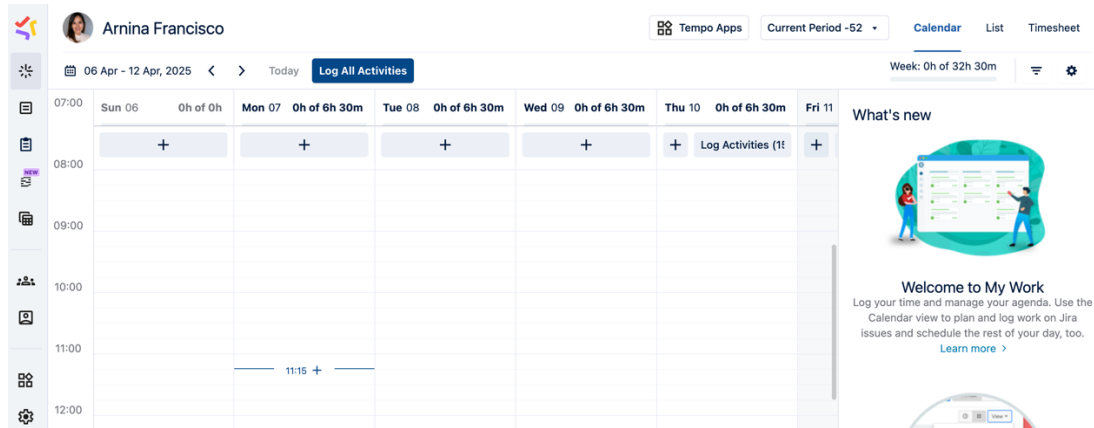 Arnina Francisco
Tempo Apps
Current Period -52
Calendar
List
Timesheet
06 Apr - 12 Apr, 2025
Today
Log All Activities
Week: 0h of 32h 30m
NEW
Sun 06 0h of 0h
Mon 07 0h of 6h 30m
Tue 08 0h of 6h 30m
Wed 09 0h of 6h 30m
Thu 10 0h of 6h 30m
Fri 11
+
+
+
+
+
Log Activities (15
+
07:00
08:00
09:00
10:00
11:00
11:15 +
12:00
What's new
Welcome to My Work
Log your time and manage your agenda. Use the
Calendar view to plan and log work on Jira
issues and schedule the rest of your day, too.
Learn more >
View